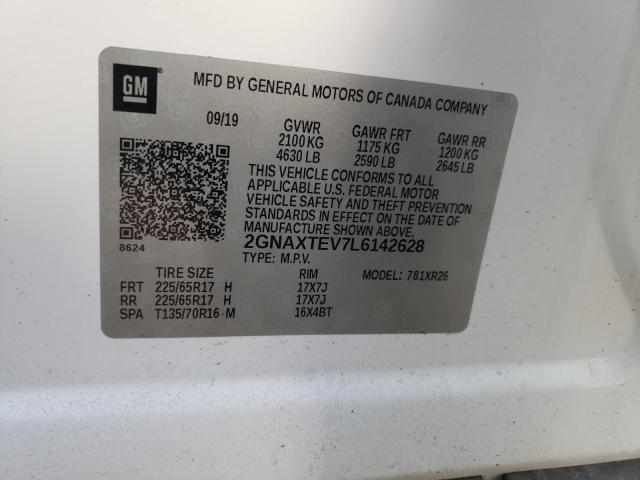 GM
MFD BY GENERAL MOTORS OF CANADA COMPANY
09/19 GVWR GAWR FRT GAWR RR
2100 KG 1175 KG 1200 KG
4630 LB 2590 LB 2645 LB
THIS VEHICLE CONFORMS TO ALL
APPLICABLE U.S. FEDERAL MOTOR
VEHICLE SAFETY AND THEFT PREVENTION
STANDARDS IN EFFECT ON THE DATE OF
MANUFACTURE SHOWN ABOVE.
8624 2GNAXTEV7L6142628
TYPE: M.P.V.
TIRE SIZE RIM MODEL: 781XR26
FRT 225/65R17 H 17X7J
RR 225/65R17 H 17X7J
SPA T135/70R16 M 16X4BT